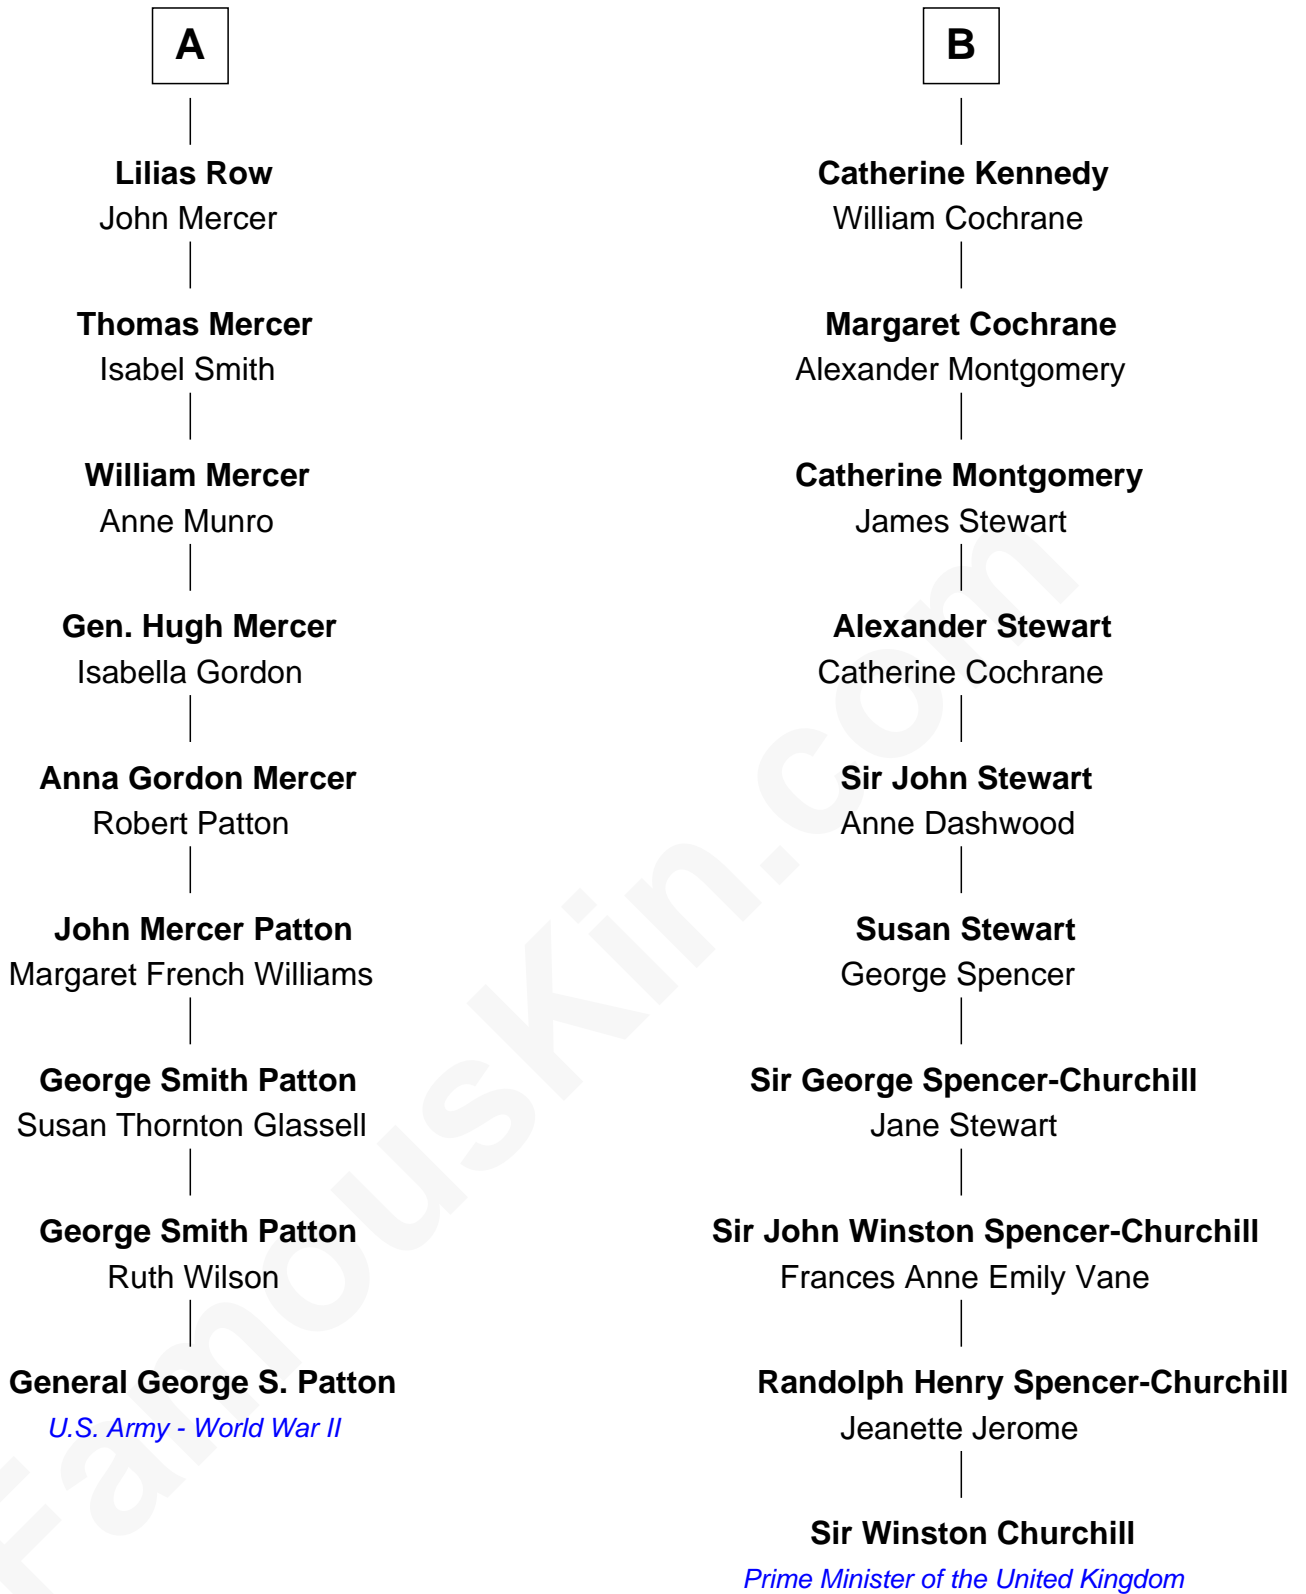 A
Lilias Row
John Mercer
Thomas Mercer
Isabel Smith
William Mercer
Anne Munro
Gen. Hugh Mercer
Isabella Gordon
Anna Gordon Mercer
Robert Patton
John Mercer Patton
Margaret French Williams
George Smith Patton
Susan Thornton Glassell
George Smith Patton
Ruth Wilson
General George S. Patton
U.S. Army - World War II
B
Catherine Kennedy
William Cochrane
Margaret Cochrane
Alexander Montgomery
Catherine Montgomery
James Stewart
Alexander Stewart
Catherine Cochrane
Sir John Stewart
Anne Dashwood
Susan Stewart
George Spencer
Sir George Spencer-Churchill
Jane Stewart
Sir John Winston Spencer-Churchill
Frances Anne Emily Vane
Randolph Henry Spencer-Churchill
Jeanette Jerome
Sir Winston Churchill
Prime Minister of the United Kingdom
FamousKin.com